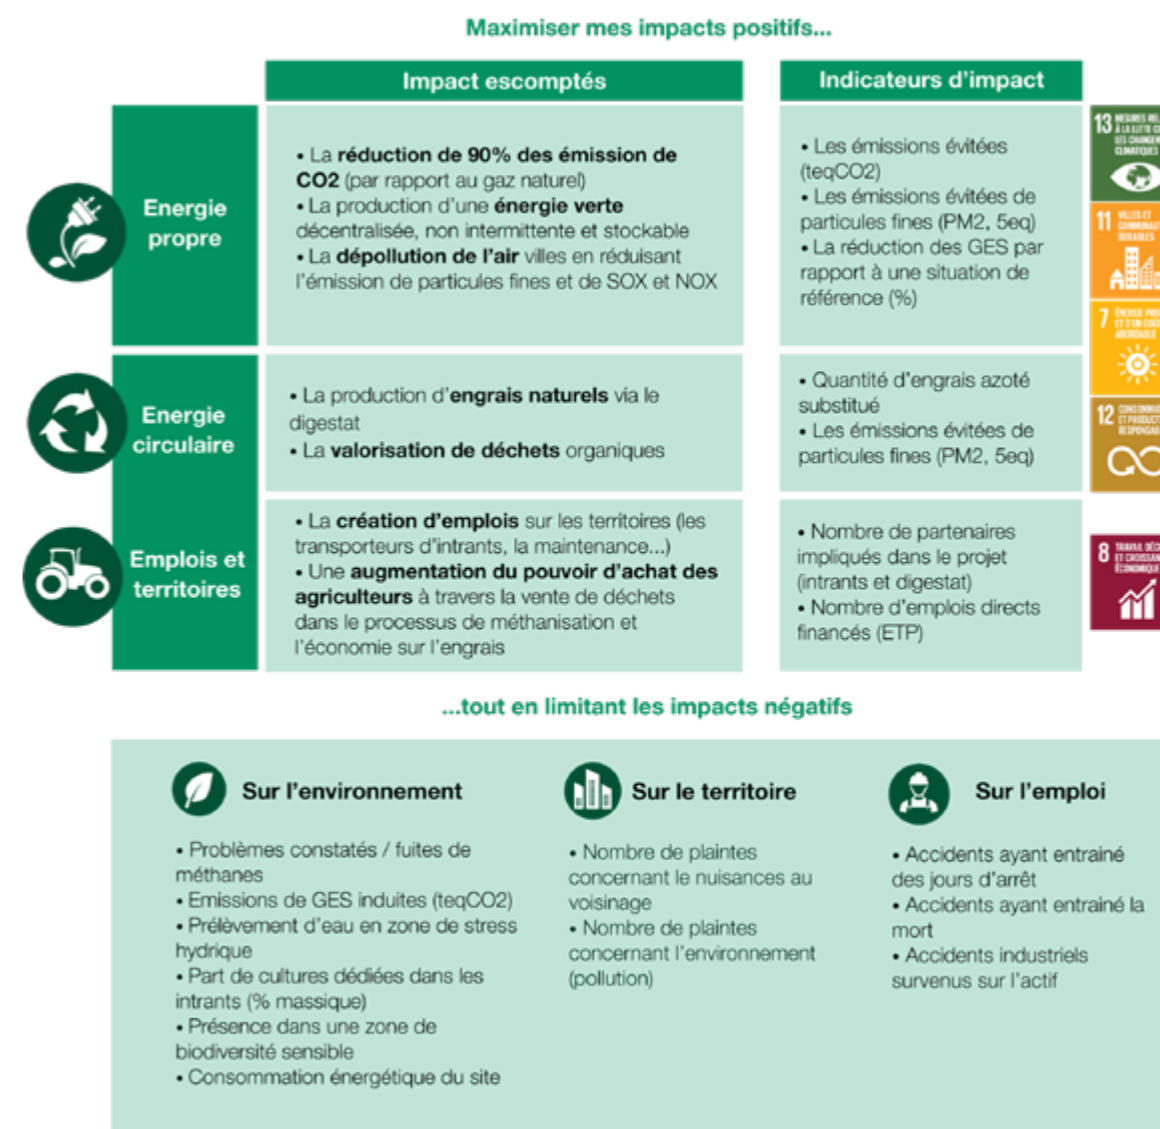 Maximiser mes impacts positifs...
Impact escomptés
Indicateurs d'impact
Energie
propre
• La réduction de 90% des émission de
CO2 (par rapport au gaz naturel)
• La production d'une énergie verte
décentralisée, non intermittente et stockable
• La dépollution de l'air villes en réduisant
l'émission de particules fines et de SOX et NOX
• Les émissions évitées
(teqCO2)
• Les émissions évitées de
particules fines (PM2, 5eq)
• La réduction des GES par
rapport à une situation de
référence (%)
13
11
VILLES ET
DURABLES
7
12
Energie
circulaire
• La production d'engrais naturels via le
digestat
• La valorisation de déchets organiques
• Quantité d'engrais azoté
substitué
• Les émissions évitées de
particules fines (PM2, 5eq)
Emplois et
territoires
• La création d'emplois sur les territoires (les
transporteurs d'intrants, la maintenance...)
• Une augmentation du pouvoir d'achat des
agriculteurs à travers la vente de déchets
dans le processus de méthanisation et
l'économie sur l'engrais
• Nombre de partenaires
impliqués dans le projet
(intrants et digestat)
• Nombre d'emplois directs
financés (ETP)
8
...tout en limitant les impacts négatifs
Sur l'environnement
• Problèmes constatés / fuites de
méthanes
• Emissions de GES induites (teqCO2)
• Prélèvement d'eau en zone de stress
hydrique
• Part de cultures dédiées dans les
intrants (% massique)
• Présence dans une zone de
biodiversité sensible
• Consommation énergétique du site
Sur le territoire
• Nombre de plaintes
concernant le nuisances au
voisinage
• Nombre de plaintes
concernant l'environnement
(pollution)
Sur l'emploi
• Accidents ayant entrainé
des jours d'arrêt
• Accidents ayant entrainé la
mort
• Accidents industriels
survenus sur l'actif